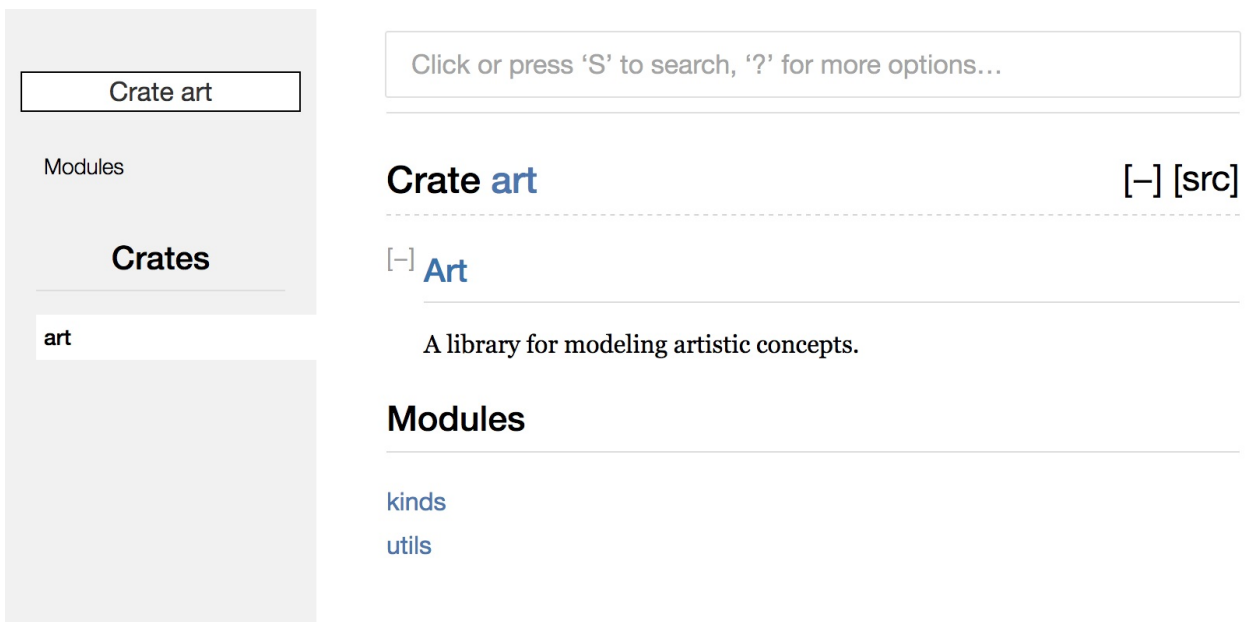 Crate art
Modules
Crates
art
Click or press ‘S’ to search, ‘?’ for more options…
Crate art [–] [src]
[–] Art
A library for modeling artistic concepts.
Modules
kinds
utils